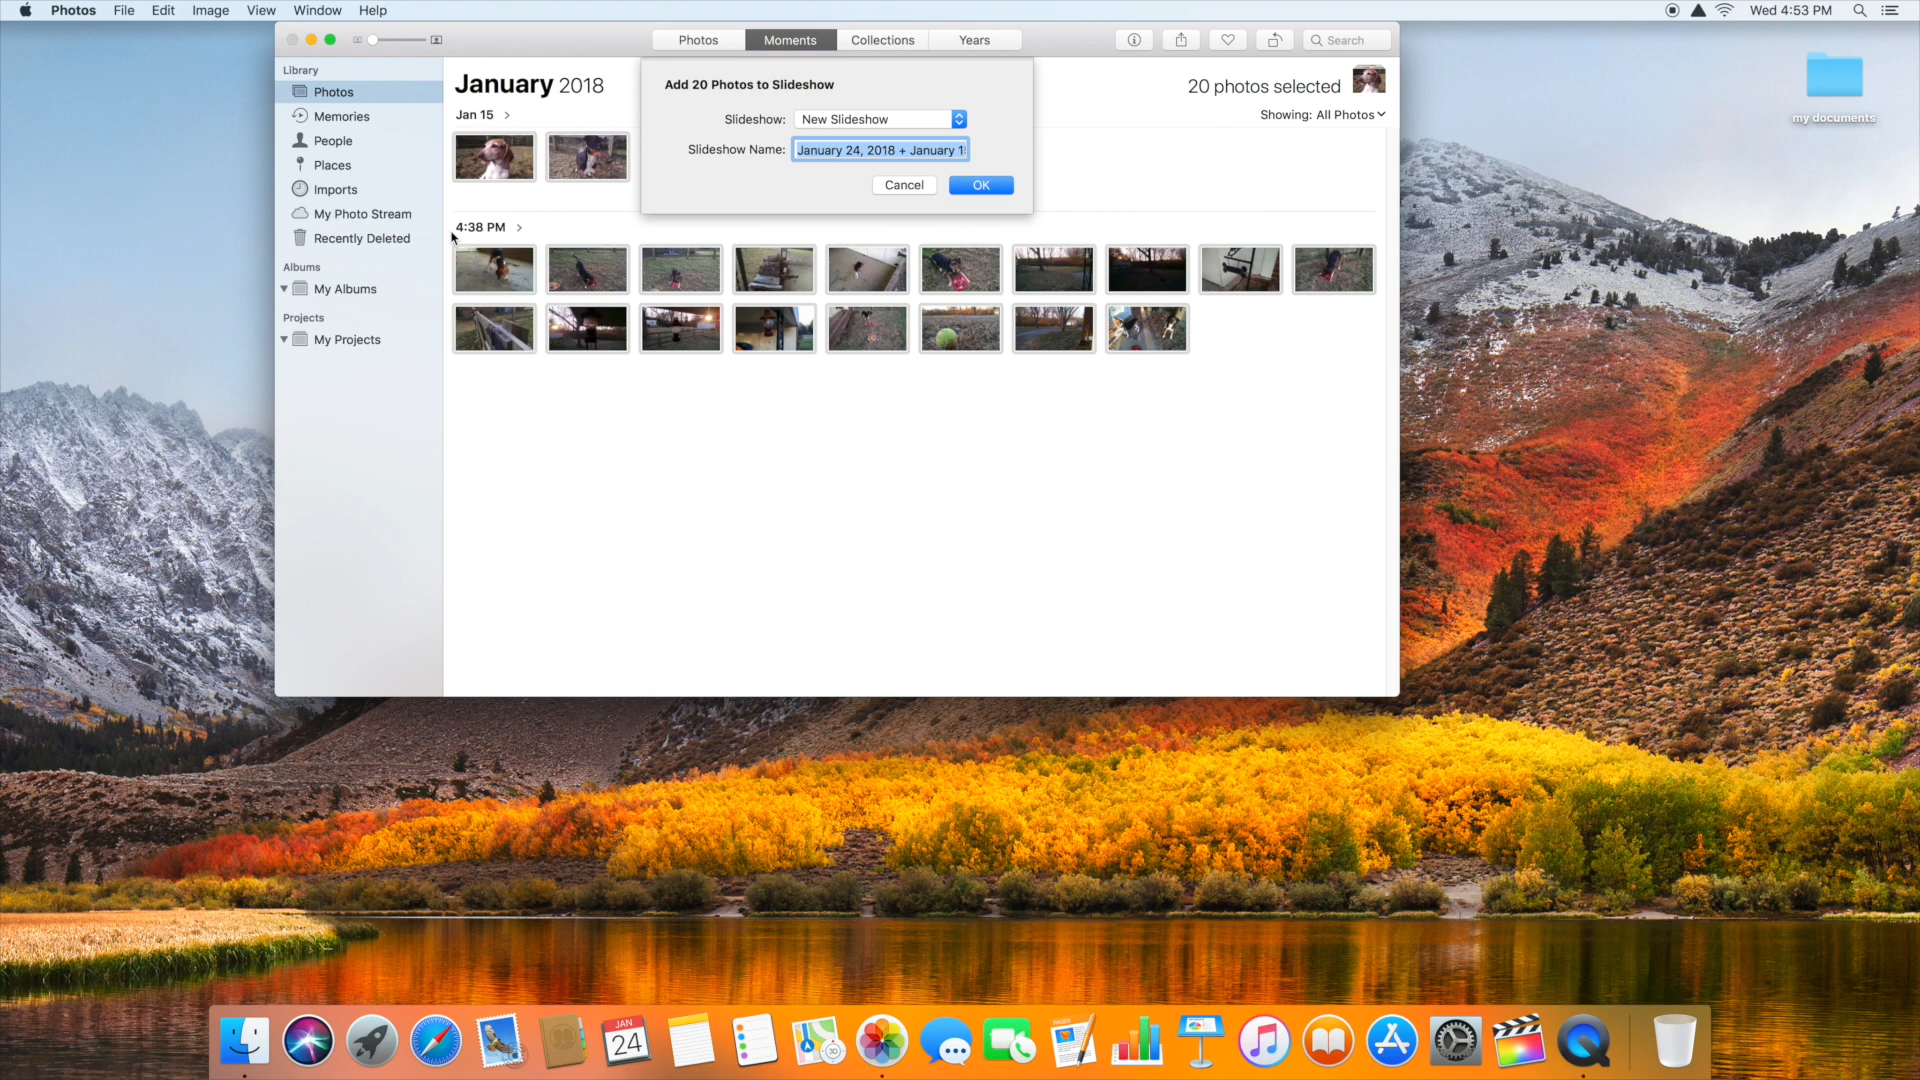 Photos File Edit Image View Window Help
Wed 4:53 PM
Photos Moments Collections Years
Search
Library
Photos
Memories
People
Places
Imports
My Photo Stream
Recently Deleted
Albums
My Albums
Projects
My Projects
January 2018
Jan 15
20 photos selected
Showing: All Photos
Add 20 Photos to Slideshow
Slideshow: New Slideshow
Slideshow Name: January 24, 2018 + January 1
Cancel OK
4:38 PM
my documents
JAN
24
3D
PAGES